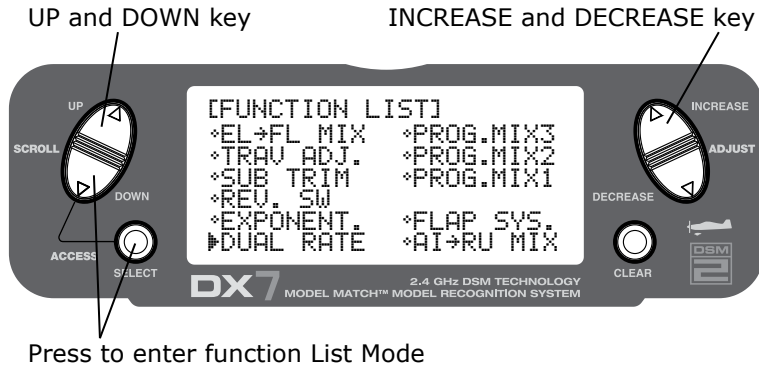 UP and DOWN key
INCREASE and DECREASE key
UP
SCROLL
DOWN
ACCESS
SELECT
[FUNCTION LIST]
EL→FL MIX PROG.MIX3
TRAV ADJ. PROG.MIX2
SUB TRIM PROG.MIX1
REV. SW
EXPONENT. FLAP SYS.
DUAL RATE AI→RU MIX
INCREASE
ADJUST
DECREASE
CLEAR
DSM
2
DX7
2.4 GHz DSM TECHNOLOGY
MODEL MATCH™ MODEL RECOGNITION SYSTEM
Press to enter function List Mode